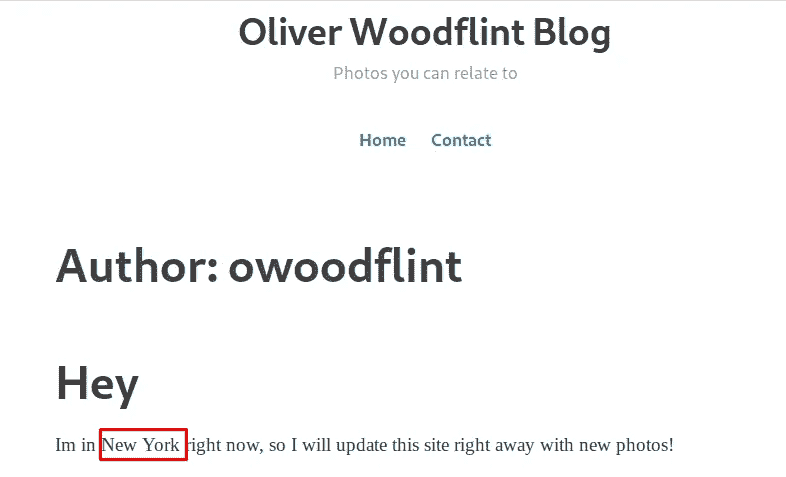 Oliver Woodflint Blog
Photos you can relate to
Home Contact
Author: owoodflint
Hey
Im in New York right now, so I will update this site right away with new photos!